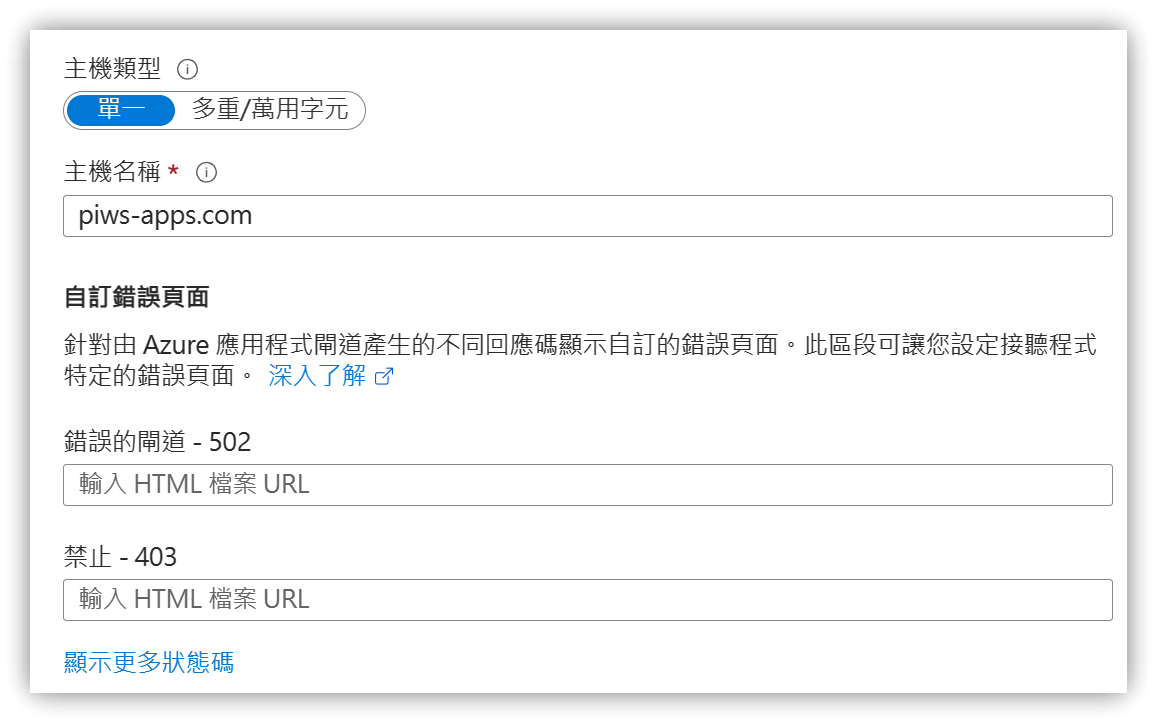 主機類型
單一 多重/萬用字元
主機名稱 *
piws-apps.com
自訂錯誤頁面
針對由 Azure 應用程式閘道產生的不同回應碼顯示自訂的錯誤頁面。此區段可讓您設定接聽程式
特定的錯誤頁面。 深入了解
錯誤的閘道 - 502
輸入 HTML 檔案 URL
禁止 - 403
輸入 HTML 檔案 URL
顯示更多狀態碼